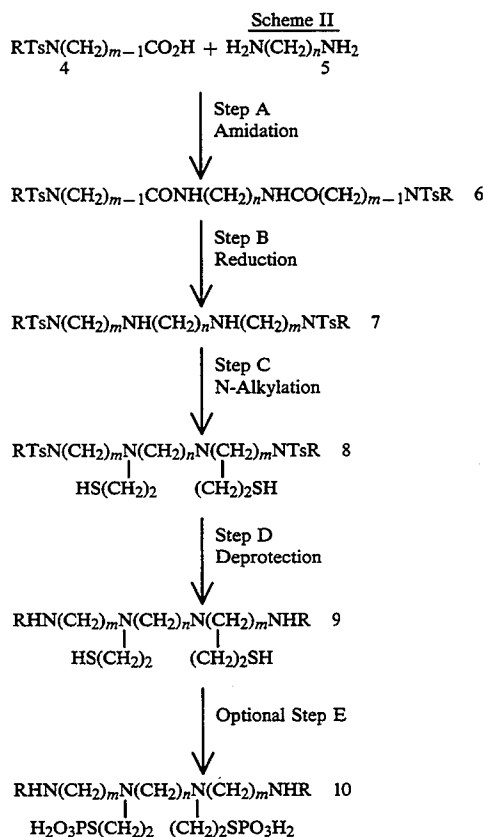 Scheme II
RTsN(CH2)m−1CO2H + H2N(CH2)nNH2
4 5
Step A
Amidation
RTsN(CH2)m−1CONH(CH2)nNHCO(CH2)m−1NTsR 6
Step B
Reduction
RTsN(CH2)mNH(CH2)nNH(CH2)mNTsR 7
Step C
N-Alkylation
RTsN(CH2)mN(CH2)nN(CH2)mNTsR 8
HS(CH2)2 (CH2)2SH
Step D
Deprotection
RHN(CH2)mN(CH2)nN(CH2)mNHR 9
HS(CH2)2 (CH2)2SH
Optional Step E
RHN(CH2)mN(CH2)nN(CH2)mNHR 10
H2O3PS(CH2)2 (CH2)2SPO3H2